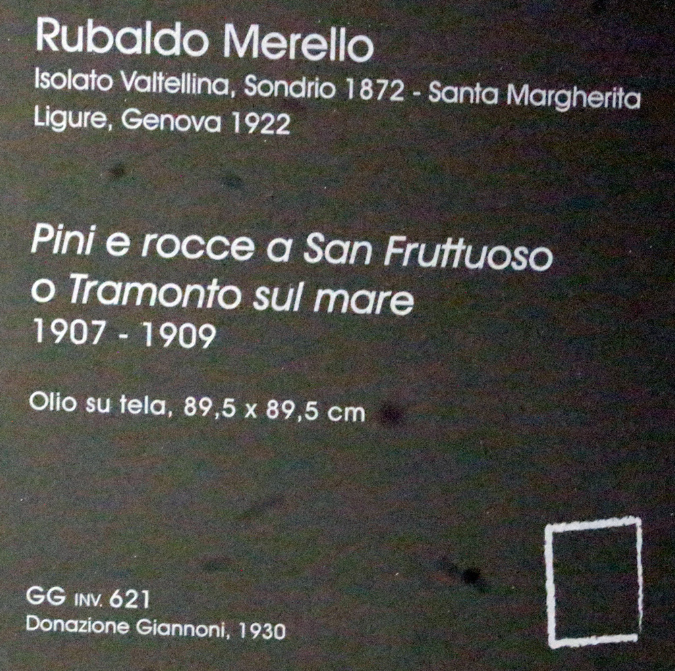 Rubaldo Merello
Isolato Valtellina, Sondrio 1872 - Santa Margherita
Ligure, Genova 1922
Pini e rocce a San Fruttuoso
o Tramonto sul mare
1907 - 1909
Olio su tela, 89,5 x 89,5 cm
GG INV. 621
Donazione Giannoni, 1930